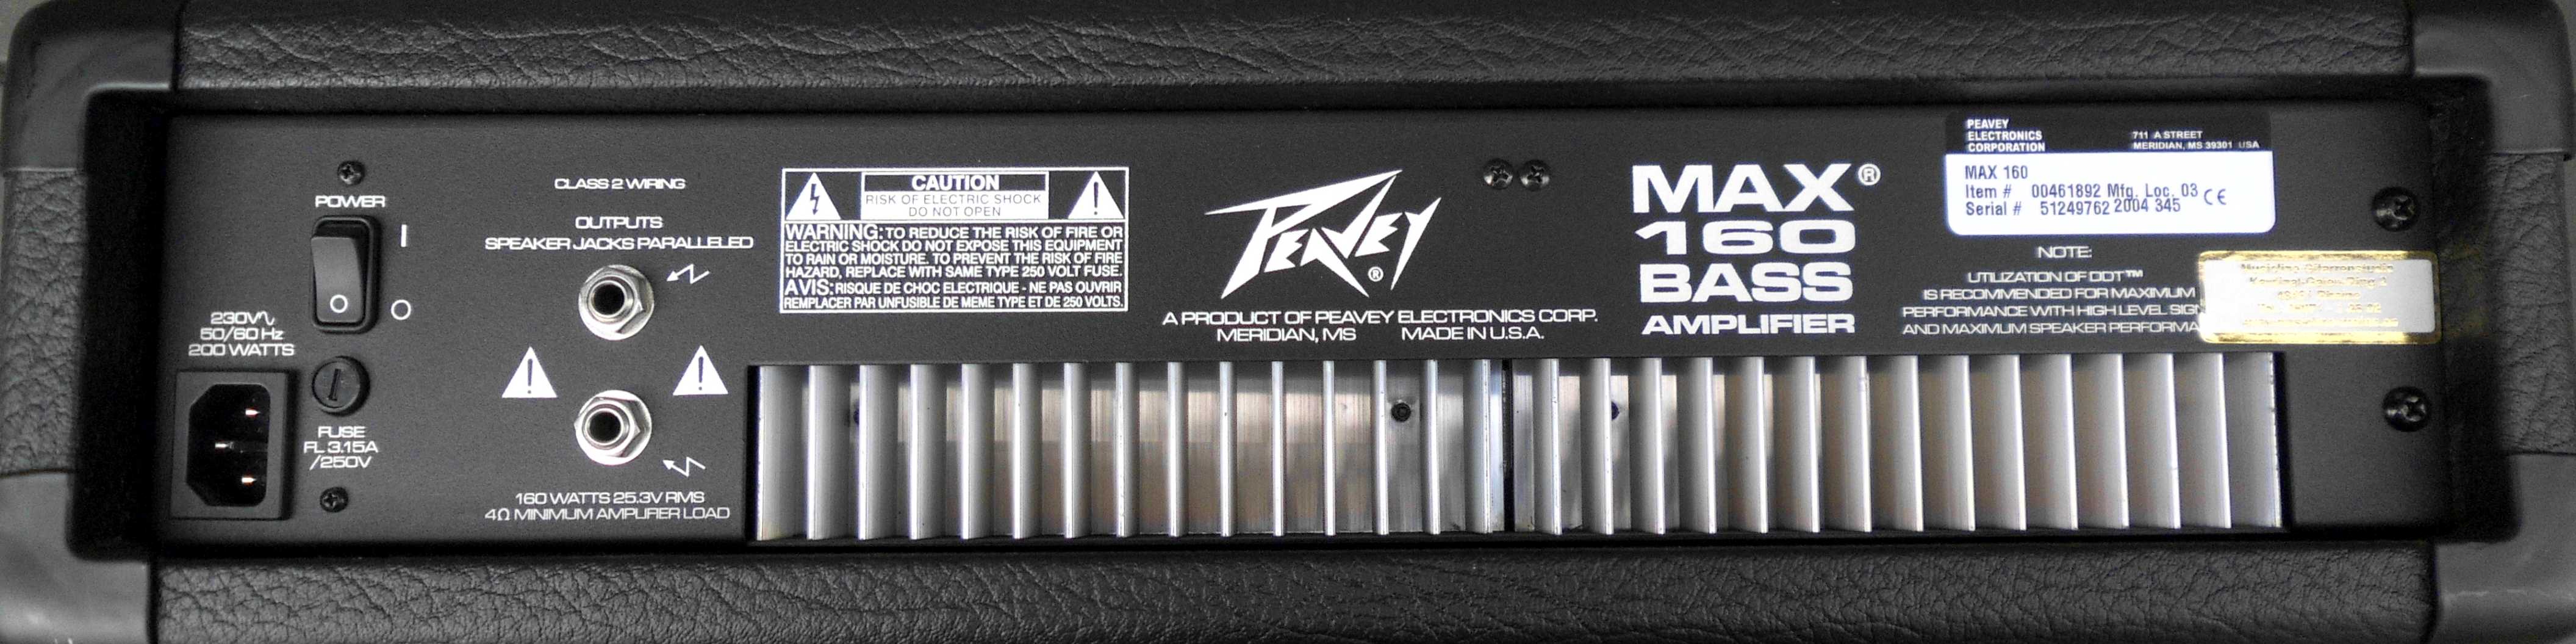 POWER
I
O
O
230V∿
50/60 Hz
200 WATTS
FUSE
FL 3.15A
/250V
CLASS 2 WIRING
OUTPUTS
SPEAKER JACKS PARALLELED
160 WATTS 25.3V RMS
4Ω MINIMUM AMPLIFIER LOAD
CAUTION
RISK OF ELECTRIC SHOCK
DO NOT OPEN
WARNING: TO REDUCE THE RISK OF FIRE OR
ELECTRIC SHOCK DO NOT EXPOSE THIS EQUIPMENT
TO RAIN OR MOISTURE. TO PREVENT THE RISK OF FIRE
HAZARD, REPLACE WITH SAME TYPE 250 VOLT FUSE.
AVIS: RISQUE DE CHOC ELECTRIQUE - NE PAS OUVRIR
REMPLACER PAR UNFUSIBLE DE MEME TYPE ET DE 250 VOLTS.
PEAVEY®
A PRODUCT OF PEAVEY ELECTRONICS CORP.
MERIDIAN, MS MADE IN U.S.A.
MAX®
160
BASS
AMPLIFIER
PEAVEY
ELECTRONICS
CORPORATION
711 A STREET
MERIDIAN, MS 39301 USA
MAX 160
Item # 00461892 Mfg. Loc. 03
Serial # 51249762 2004 345 CE
NOTE:
UTILIZATION OF DDT™
IS RECOMMENDED FOR MAXIMUM
PERFORMANCE WITH HIGH LEVEL SIG
AND MAXIMUM SPEAKER PERFORMA